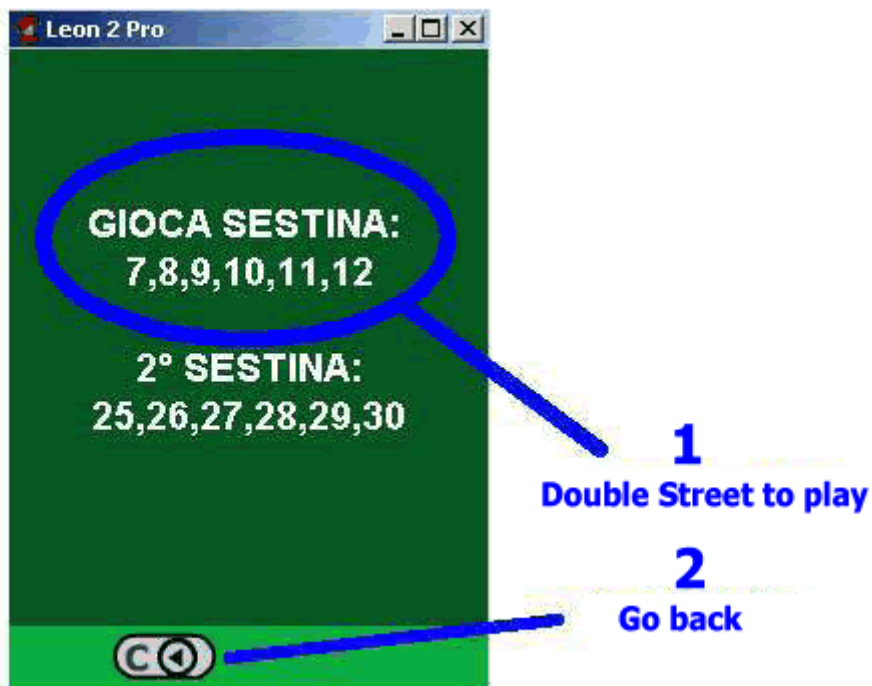 Leon 2 Pro
GIOCA SESTINA:
7,8,9,10,11,12
2° SESTINA:
25,26,27,28,29,30
1
Double Street to play
2
Go back
C